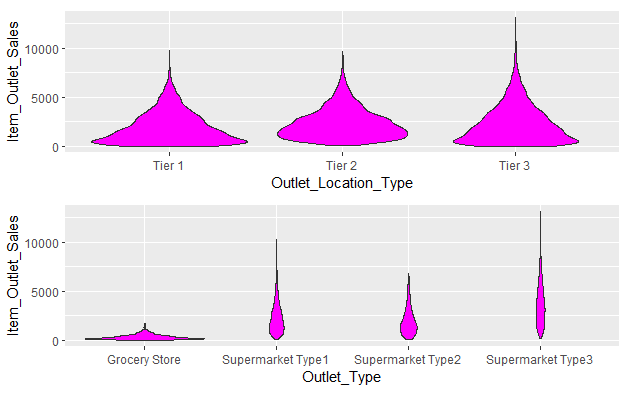 Item_Outlet_Sales
10000
5000
0
Tier 1 Tier 2 Tier 3
Outlet_Location_Type
Item_Outlet_Sales
10000
5000
0
Grocery Store Supermarket Type1 Supermarket Type2 Supermarket Type3
Outlet_Type